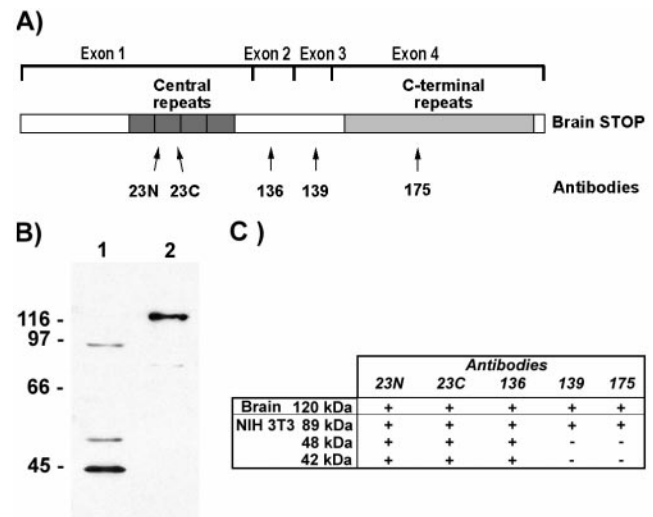 A)
Exon 1 Exon 2 Exon 3 Exon 4
Central repeats
C-terminal repeats
Brain STOP
23N 23C 136 139 175 Antibodies
B)
1 2
116 -
97 -
66 -
45 -
C )
Antibodies
23N 23C 136 139 175
Brain 120 kDa + + + + +
NIH 3T3 89 kDa + + + + +
48 kDa + + + - -
42 kDa + + + - -